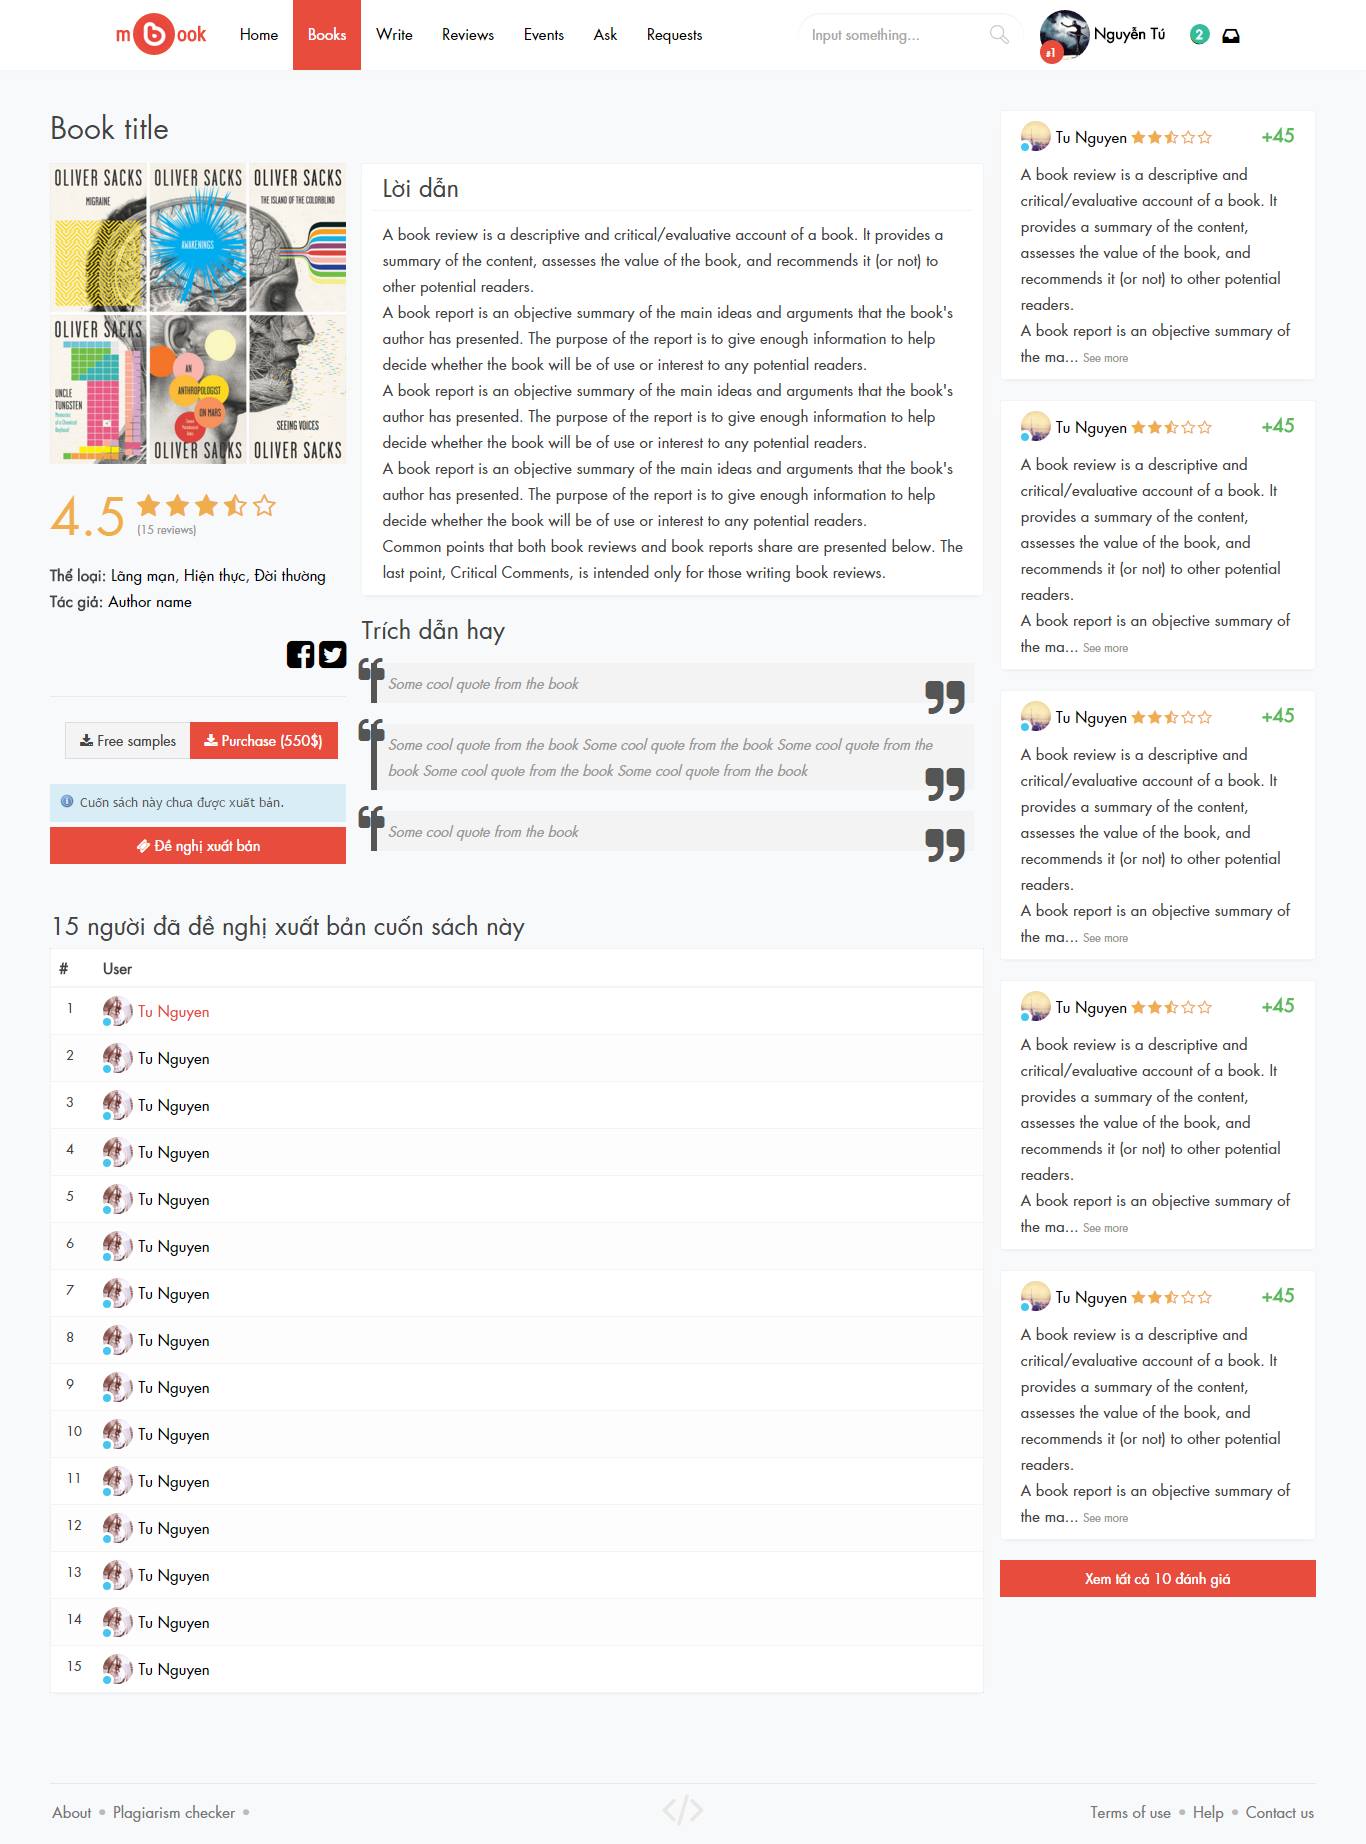 mbook Home Books Write Reviews Events Ask Requests Input something... #1 Nguyễn Tú 2
Book title
OLIVER SACKS OLIVER SACKS OLIVER SACKS
MIGRAINE
THE ISLAND OF THE COLORBLIND
AWAKENINGS
OLIVER SACKS
UNCLE TUNGSTEN
Memories of a Chemical Boyhood
AN ANTHROPOLOGIST ON MARS
SEEING VOICES
OLIVER SACKS OLIVER SACKS
4.5
(15 reviews)
Thể loại: Lãng mạn, Hiện thực, Đời thường
Tác giả: Author name
Free samples Purchase (550$)
Cuốn sách này chưa được xuất bản.
Đề nghị xuất bản
Lời dẫn
A book review is a descriptive and critical/evaluative account of a book. It provides a
summary of the content, assesses the value of the book, and recommends it (or not) to
other potential readers.
A book report is an objective summary of the main ideas and arguments that the book's
author has presented. The purpose of the report is to give enough information to help
decide whether the book will be of use or interest to any potential readers.
A book report is an objective summary of the main ideas and arguments that the book's
author has presented. The purpose of the report is to give enough information to help
decide whether the book will be of use or interest to any potential readers.
A book report is an objective summary of the main ideas and arguments that the book's
author has presented. The purpose of the report is to give enough information to help
decide whether the book will be of use or interest to any potential readers.
Common points that both book reviews and book reports share are presented below. The
last point, Critical Comments, is intended only for those writing book reviews.
Trích dẫn hay
Some cool quote from the book
Some cool quote from the book Some cool quote from the book Some cool quote from the
book Some cool quote from the book Some cool quote from the book
Some cool quote from the book
15 người đã đề nghị xuất bản cuốn sách này
# User
1 Tu Nguyen
2 Tu Nguyen
3 Tu Nguyen
4 Tu Nguyen
5 Tu Nguyen
6 Tu Nguyen
7 Tu Nguyen
8 Tu Nguyen
9 Tu Nguyen
10 Tu Nguyen
11 Tu Nguyen
12 Tu Nguyen
13 Tu Nguyen
14 Tu Nguyen
15 Tu Nguyen
Tu Nguyen +45
A book review is a descriptive and
critical/evaluative account of a book. It
provides a summary of the content,
assesses the value of the book, and
recommends it (or not) to other potential
readers.
A book report is an objective summary of
the ma... See more
Tu Nguyen +45
A book review is a descriptive and
critical/evaluative account of a book. It
provides a summary of the content,
assesses the value of the book, and
recommends it (or not) to other potential
readers.
A book report is an objective summary of
the ma... See more
Tu Nguyen +45
A book review is a descriptive and
critical/evaluative account of a book. It
provides a summary of the content,
assesses the value of the book, and
recommends it (or not) to other potential
readers.
A book report is an objective summary of
the ma... See more
Tu Nguyen +45
A book review is a descriptive and
critical/evaluative account of a book. It
provides a summary of the content,
assesses the value of the book, and
recommends it (or not) to other potential
readers.
A book report is an objective summary of
the ma... See more
Tu Nguyen +45
A book review is a descriptive and
critical/evaluative account of a book. It
provides a summary of the content,
assesses the value of the book, and
recommends it (or not) to other potential
readers.
A book report is an objective summary of
the ma... See more
Xem tất cả 10 đánh giá
About • Plagiarism checker • </> Terms of use • Help • Contact us